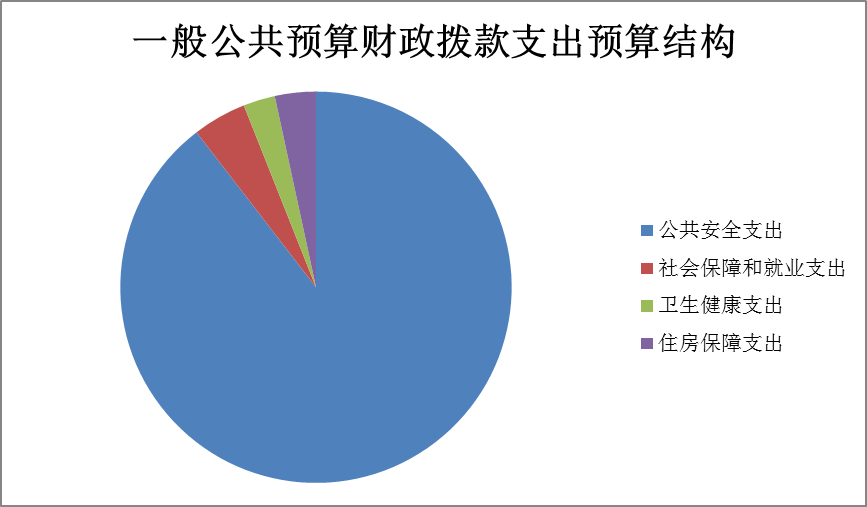 一般公共预算财政拨款支出预算结构
公共安全支出
社会保障和就业支出
卫生健康支出
住房保障支出